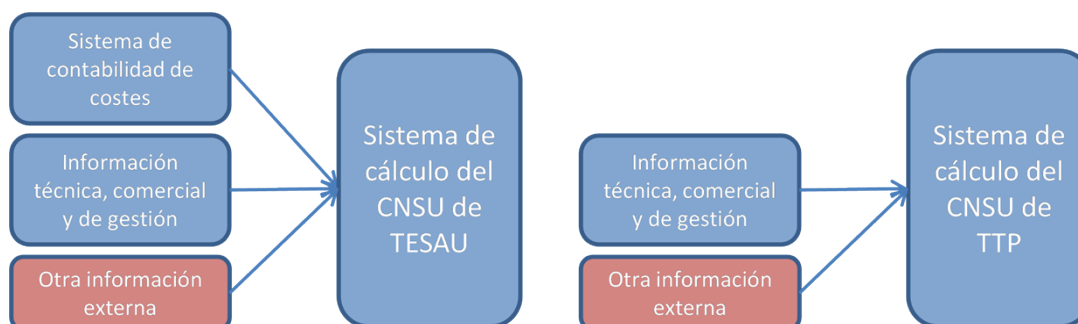 Sistema de
contabilidad de
costes
Información
técnica, comercial
y de gestión
Otra información
externa
Sistema de
cálculo del
CNSU de
TESAU
Información
técnica, comercial
y de gestión
Otra información
externa
Sistema de
cálculo del
CNSU de
TTP